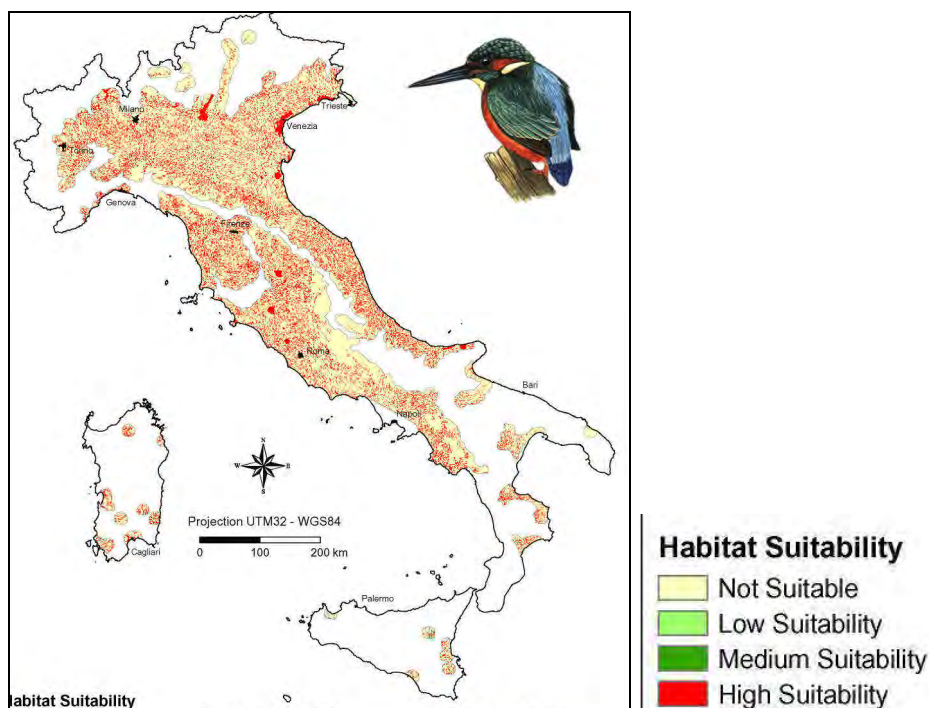 Milano
Trieste
Venezia
Torino
Genova
Firenze
Roma
Bari
Napoli
N
W E
S
Projection UTM32 - WGS84
0 100 200 km
Cagliari
Palermo
Habitat Suitability
Habitat Suitability
Not Suitable
Low Suitability
Medium Suitability
High Suitability